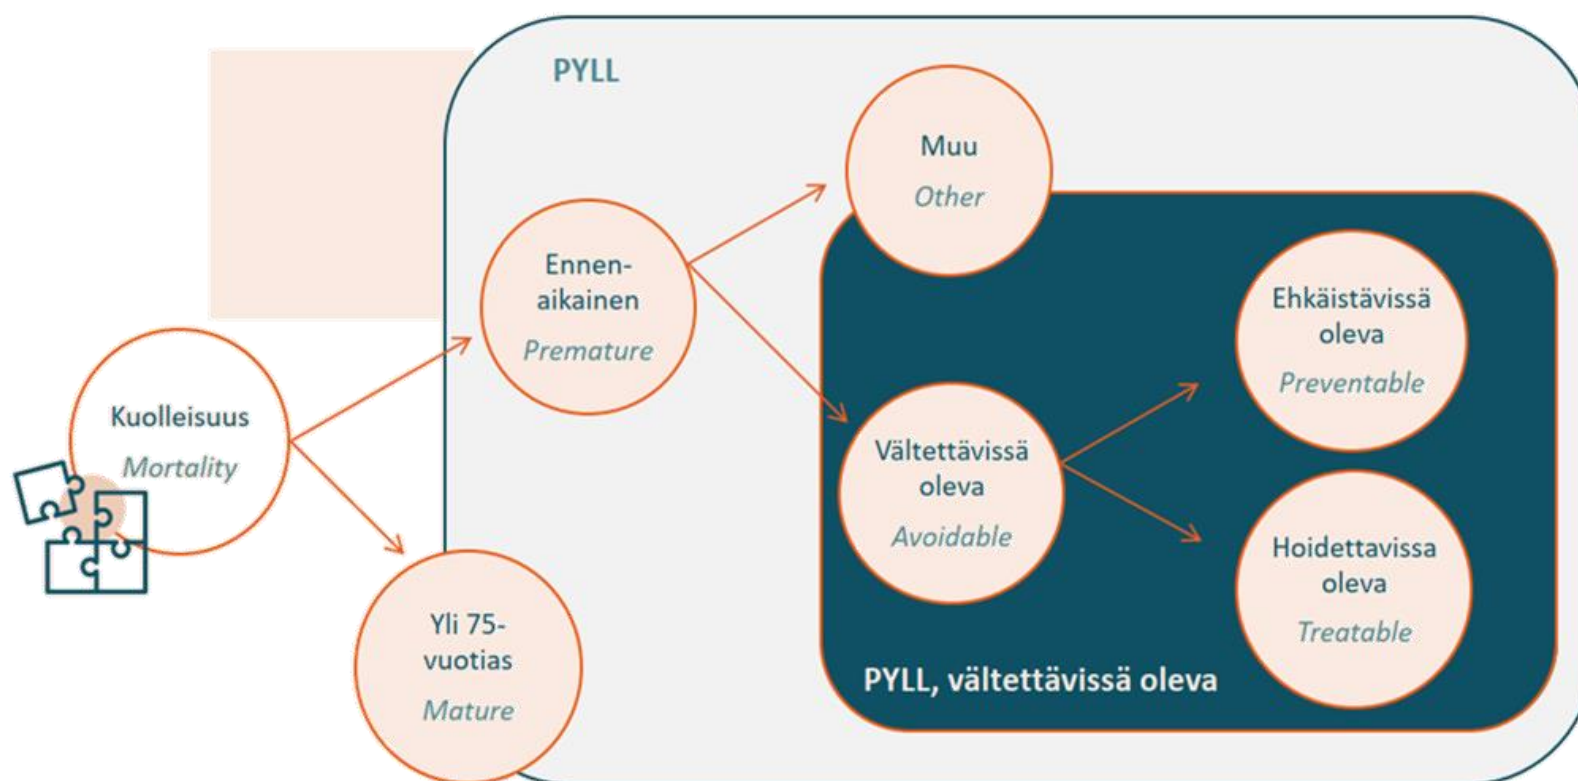 PYLL
Muu
Other
Ennen-
aikainen
Premature
Ehkäistävissä
oleva
Preventable
Kuolleisuus
Mortality
Vältettävissä
oleva
Avoidable
Hoidettavissa
oleva
Treatable
Yli 75-
vuotias
Mature
PYLL, vältettävissä oleva